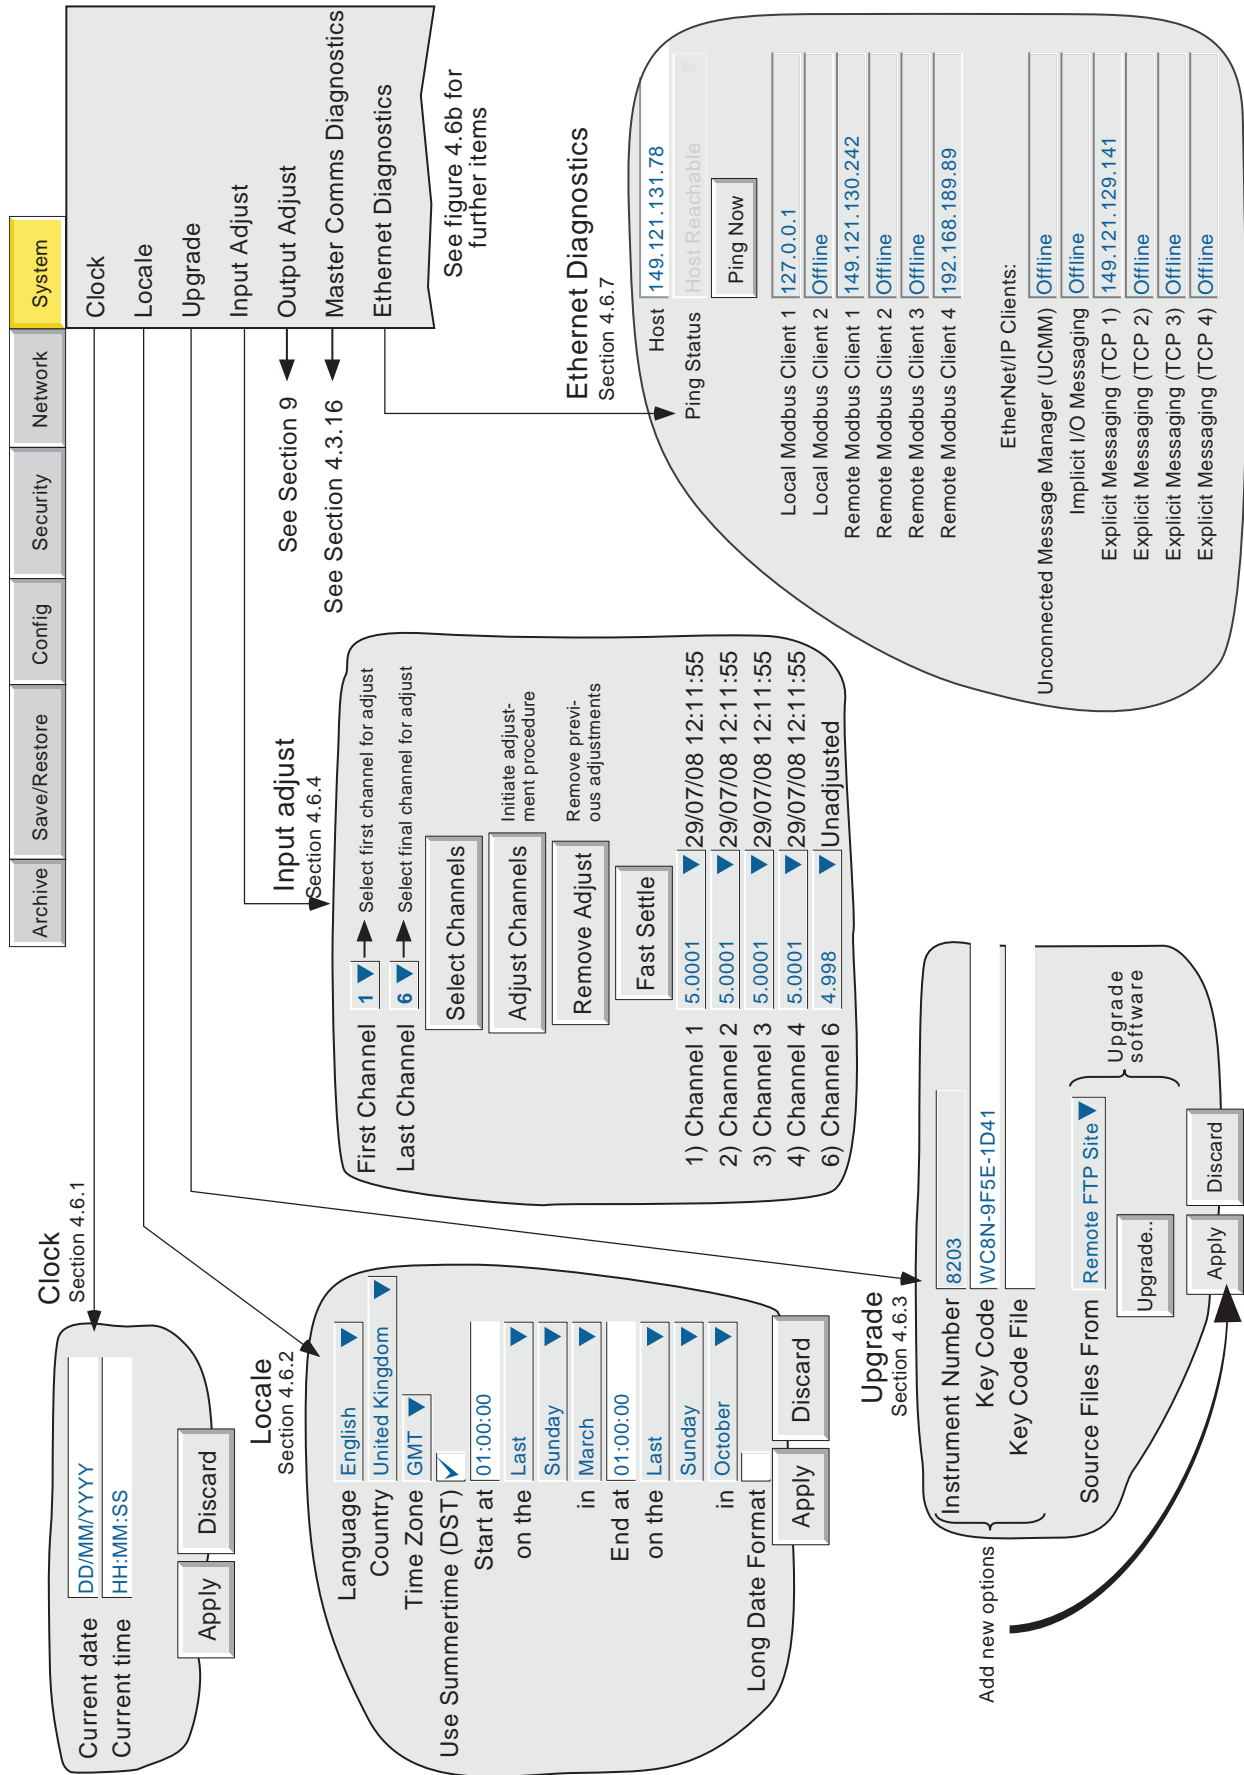 Archive
Save/Restore
Config
Security
Network
System
Clock
Locale
Upgrade
Input Adjust
Output Adjust
Master Comms Diagnostics
Ethernet Diagnostics
See Section 9
See Section 4.3.16
See figure 4.6b for
further items
Clock
Section 4.6.1
Current date DD/MM/YYYY
Current time HH:MM:SS
Apply
Discard
Locale
Section 4.6.2
Language English
Country United Kingdom
Time Zone GMT
Use Summertime (DST)
Start at 01:00:00
on the Last
Sunday
in March
End at 01:00:00
on the Last
Sunday
in October
Long Date Format
Apply
Discard
Input adjust
Section 4.6.4
First Channel 1 Select first channel for adjust
Last Channel 6 Select final channel for adjust
Select Channels
Adjust Channels
Initiate adjust-
ment procedure
Remove Adjust
Remove previ-
ous adjustments
Fast Settle
1) Channel 1 5.0001 29/07/08 12:11:55
2) Channel 2 5.0001 29/07/08 12:11:55
3) Channel 3 5.0001 29/07/08 12:11:55
4) Channel 4 5.0001 29/07/08 12:11:55
6) Channel 6 4.998 Unadjusted
Upgrade
Section 4.6.3
Add new options
Instrument Number 8203
Key Code WC8N-9F5E-1D41
Key Code File
Source Files From Remote FTP Site
Upgrade..
Upgrade
software
Apply
Discard
Ethernet Diagnostics
Section 4.6.7
Host 149.121.131.78
Ping Status Host Reachable
Ping Now
Local Modbus Client 1 127.0.0.1
Local Modbus Client 2 Offline
Remote Modbus Client 1 149.121.130.242
Remote Modbus Client 2 Offline
Remote Modbus Client 3 Offline
Remote Modbus Client 4 192.168.189.89
EtherNet/IP Clients:
Unconnected Message Manager (UCMM) Offline
Implicit I/O Messaging Offline
Explicit Messaging (TCP 1) 149.121.129.141
Explicit Messaging (TCP 2) Offline
Explicit Messaging (TCP 3) Offline
Explicit Messaging (TCP 4) Offline